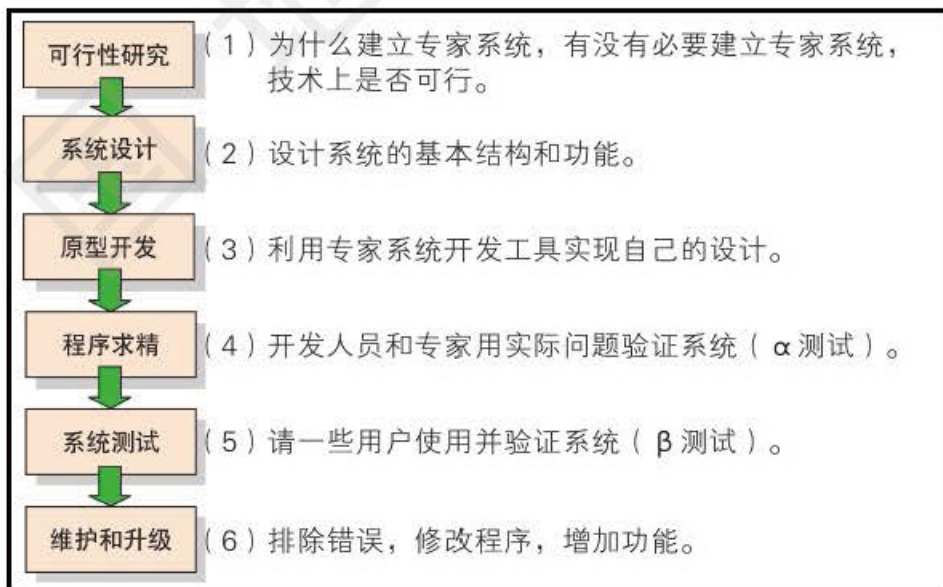 可行性研究
（1）为什么建立专家系统，有没有必要建立专家系统，
技术上是否可行。
系统设计
（2）设计系统的基本结构和功能。
原型开发
（3）利用专家系统开发工具实现自己的设计。
程序求精
（4）开发人员和专家用实际问题验证系统（α测试）。
系统测试
（5）请一些用户使用并验证系统（β测试）。
维护和升级
（6）排除错误，修改程序，增加功能。